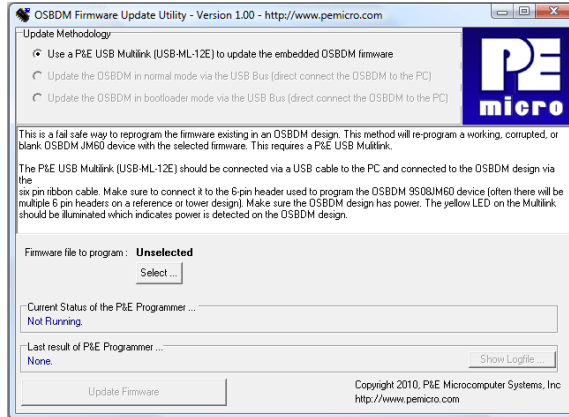 OSBDM Firmware Update Utility - Version 1.00 - http://www.pemicro.com
Update Methodology
Use a P&E USB Multilink (USB-ML-12E) to update the embedded OSBDM firmware
Update the OSBDM in normal mode via the USB Bus (direct connect the OSBDM to the PC)
Update the OSBDM in bootloader mode via the USB Bus (direct connect the OSBDM to the PC)
PE
micro
This is a fail safe way to reprogram the firmware existing in an OSBDM design. This method will re-program a working, corrupted, or
blank OSBDM JM60 device with the selected firmware. This requires a P&E USB Mulitlink.
The P&E USB Multilink (USB-ML-12E) should be connected via a USB cable to the PC and connected to the OSBDM design via
the
six pin ribbon cable. Make sure to connect it to the 6-pin header used to program the OSBDM 9S08JM60 device (often there will be
multiple 6 pin headers on a reference or tower design). Make sure the OSBDM design has power. The yellow LED on the Multilink
should be illuminated which indicates power is detected on the OSBDM design.
Firmware file to program : Unselected
Select ...
Current Status of the P&E Programmer ...
Not Running.
Last result of P&E Programmer ...
None.
Show Logfile ...
Update Firmware
Copyright 2010, P&E Microcomputer Systems, Inc
http://www.pemicro.com